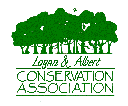 Logan & Albert
CONSERVATION
ASSOCIATION